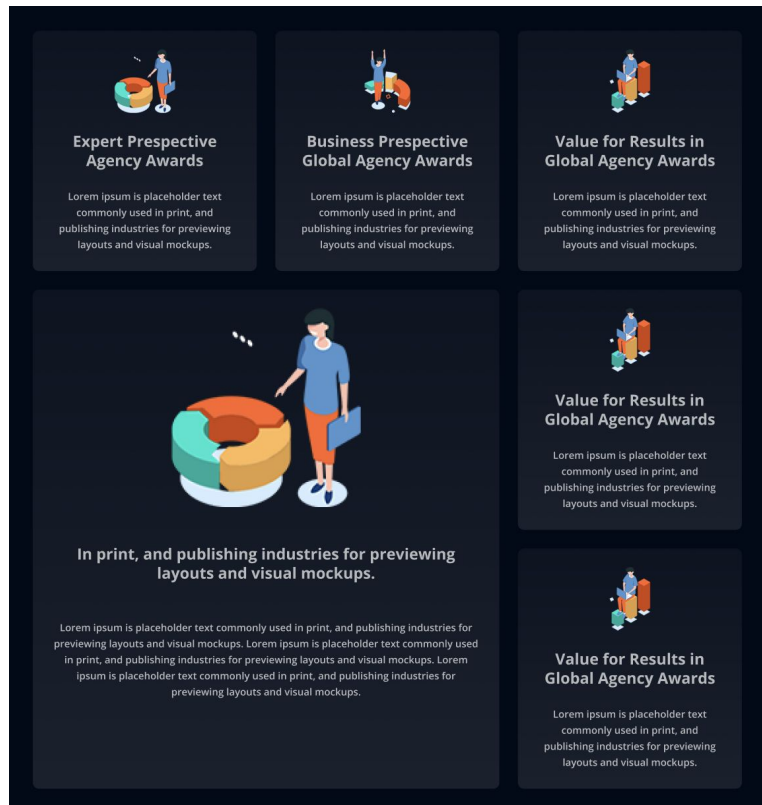 Expert Prespective
Agency Awards
Lorem ipsum is placeholder text
commonly used in print, and
publishing industries for previewing
layouts and visual mockups.
Business Prespective
Global Agency Awards
Lorem ipsum is placeholder text
commonly used in print, and
publishing industries for previewing
layouts and visual mockups.
Value for Results in
Global Agency Awards
Lorem ipsum is placeholder text
commonly used in print, and
publishing industries for previewing
layouts and visual mockups.
In print, and publishing industries for previewing
layouts and visual mockups.
Lorem ipsum is placeholder text commonly used in print, and publishing industries for
previewing layouts and visual mockups. Lorem ipsum is placeholder text commonly used
in print, and publishing industries for previewing layouts and visual mockups. Lorem
ipsum is placeholder text commonly used in print, and publishing industries for
previewing layouts and visual mockups.
Value for Results in
Global Agency Awards
Lorem ipsum is placeholder text
commonly used in print, and
publishing industries for previewing
layouts and visual mockups.
Value for Results in
Global Agency Awards
Lorem ipsum is placeholder text
commonly used in print, and
publishing industries for previewing
layouts and visual mockups.